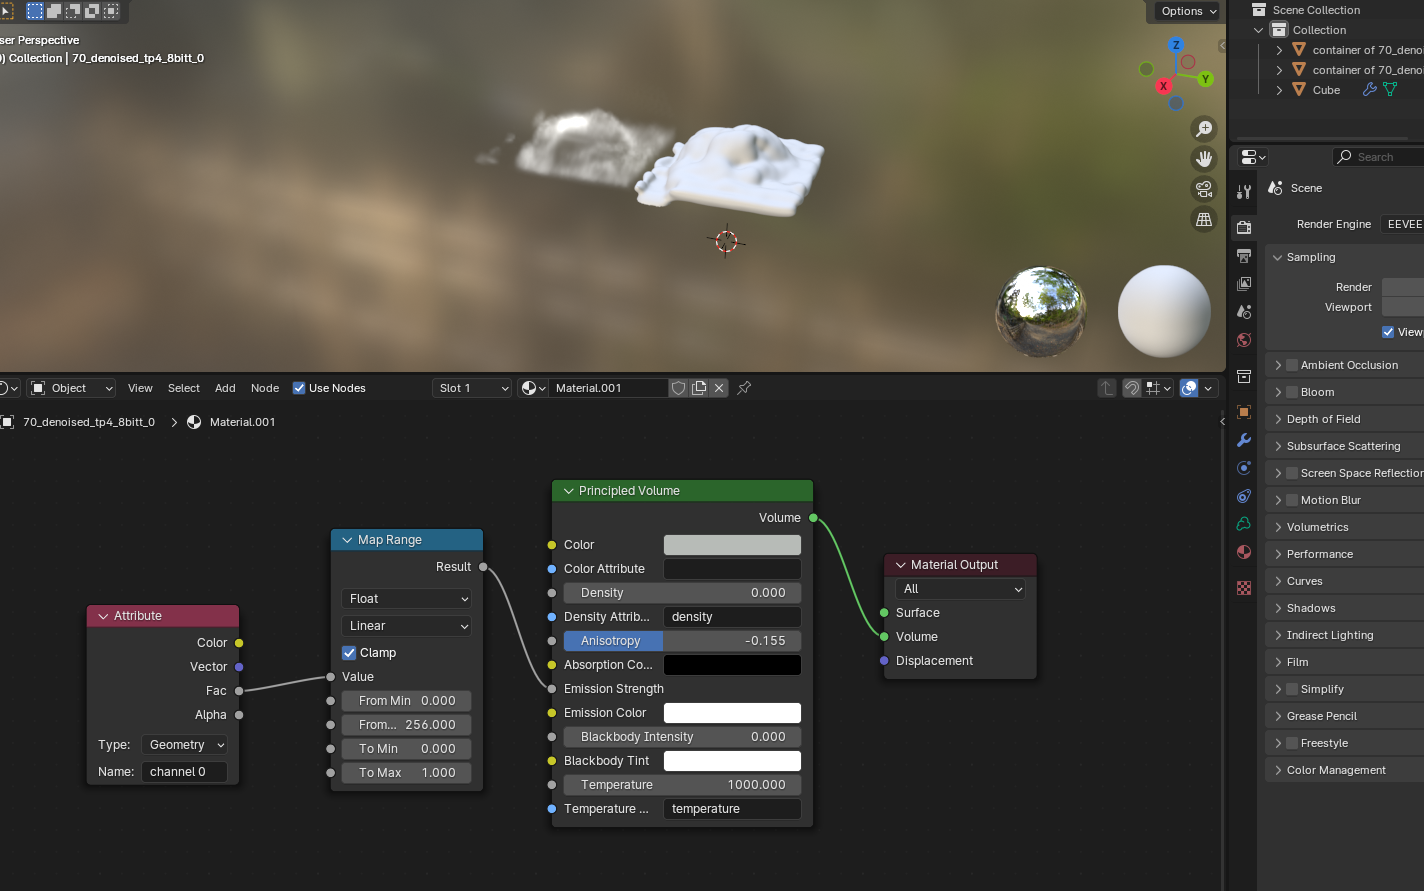 Options
ser Perspective
) Collection | 70_denoised_tp4_8bitt_0
Z
Y
X
Scene Collection
Collection
container of 70_deno
container of 70_deno
Cube
Search
Scene
Render Engine
EEVEE
Sampling
Render
Viewport
View
Ambient Occlusion
Bloom
Depth of Field
Subsurface Scattering
Screen Space Reflection
Motion Blur
Volumetrics
Performance
Curves
Shadows
Indirect Lighting
Film
Simplify
Grease Pencil
Freestyle
Color Management
Object
View
Select
Add
Node
Use Nodes
Slot 1
Material.001
70_denoised_tp4_8bitt_0
Material.001
Attribute
Color
Vector
Fac
Alpha
Type: Geometry
Name: channel 0
Map Range
Result
Float
Linear
Clamp
Value
From Min 0.000
From... 256.000
To Min 0.000
To Max 1.000
Principled Volume
Volume
Color
Color Attribute
Density 0.000
Density Attrib... density
Anisotropy -0.155
Absorption Co...
Emission Strength
Emission Color
Blackbody Intensity 0.000
Blackbody Tint
Temperature 1000.000
Temperature ... temperature
Material Output
All
Surface
Volume
Displacement